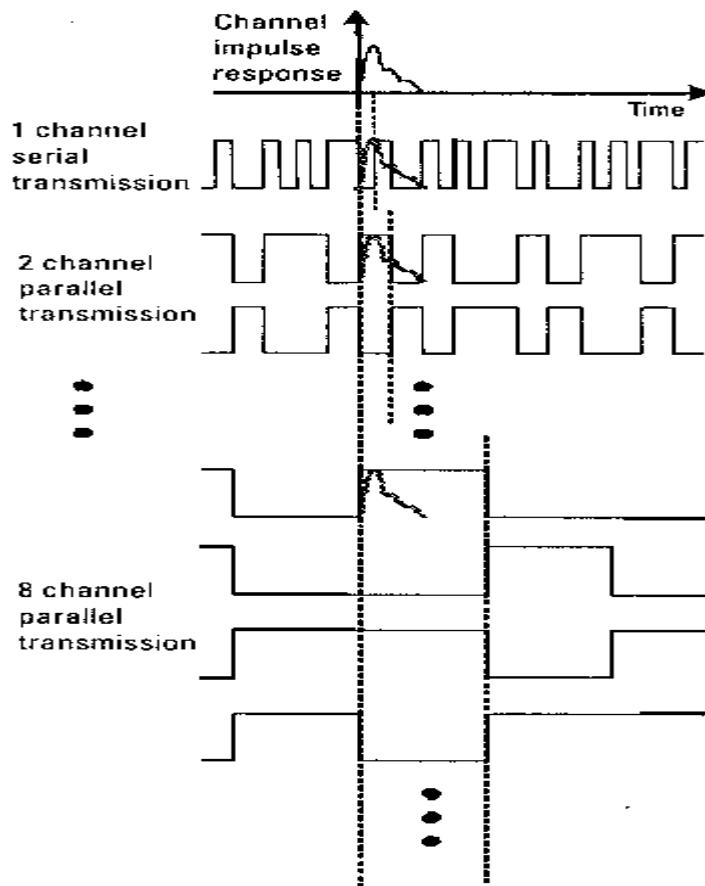 Channel
impulse
response
Time
1 channel
serial
transmission
2 channel
parallel
transmission
8 channel
parallel
transmission